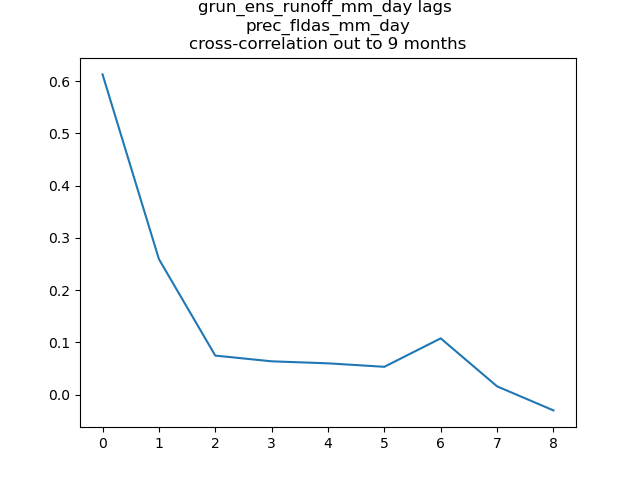 grun_ens_runoff_mm_day lags
prec_fldas_mm_day
cross-correlation out to 9 months
0.6
0.5
0.4
0.3
0.2
0.1
0.0
0 1 2 3 4 5 6 7 8